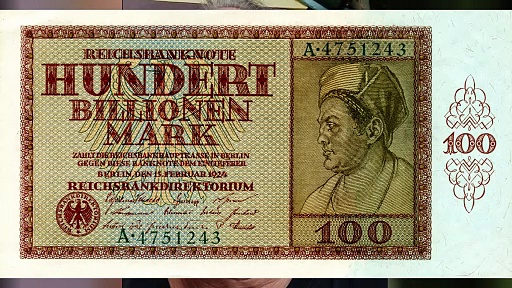 REICHSBANKNOTE
A·4751243
HUNDERT
BILLIONEN
MARK
ZAHLT DIE REICHSBANKHAUPTKASSE IN BERLIN
GEGEN DIESE BANKNOTE DEM EINLIEFERER
BERLIN, DEN 15. FEBRUAR 1924
REICHSBANKDIREKTORIUM
A·4751243
100
100